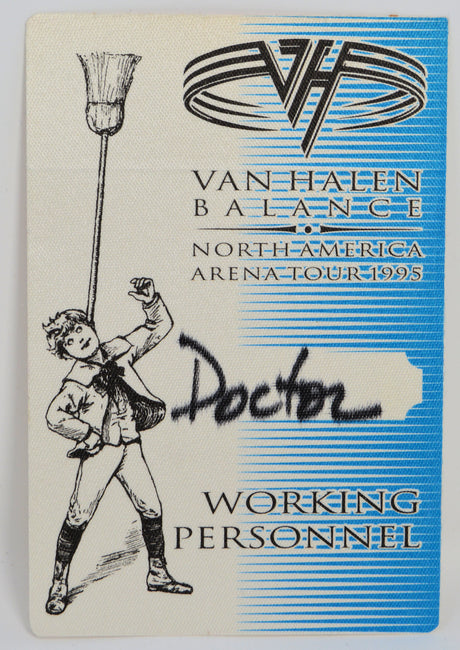 VH
VAN HALEN
BALANCE
NORTH AMERICA
ARENA TOUR 1995
Doctor
WORKING
PERSONNEL